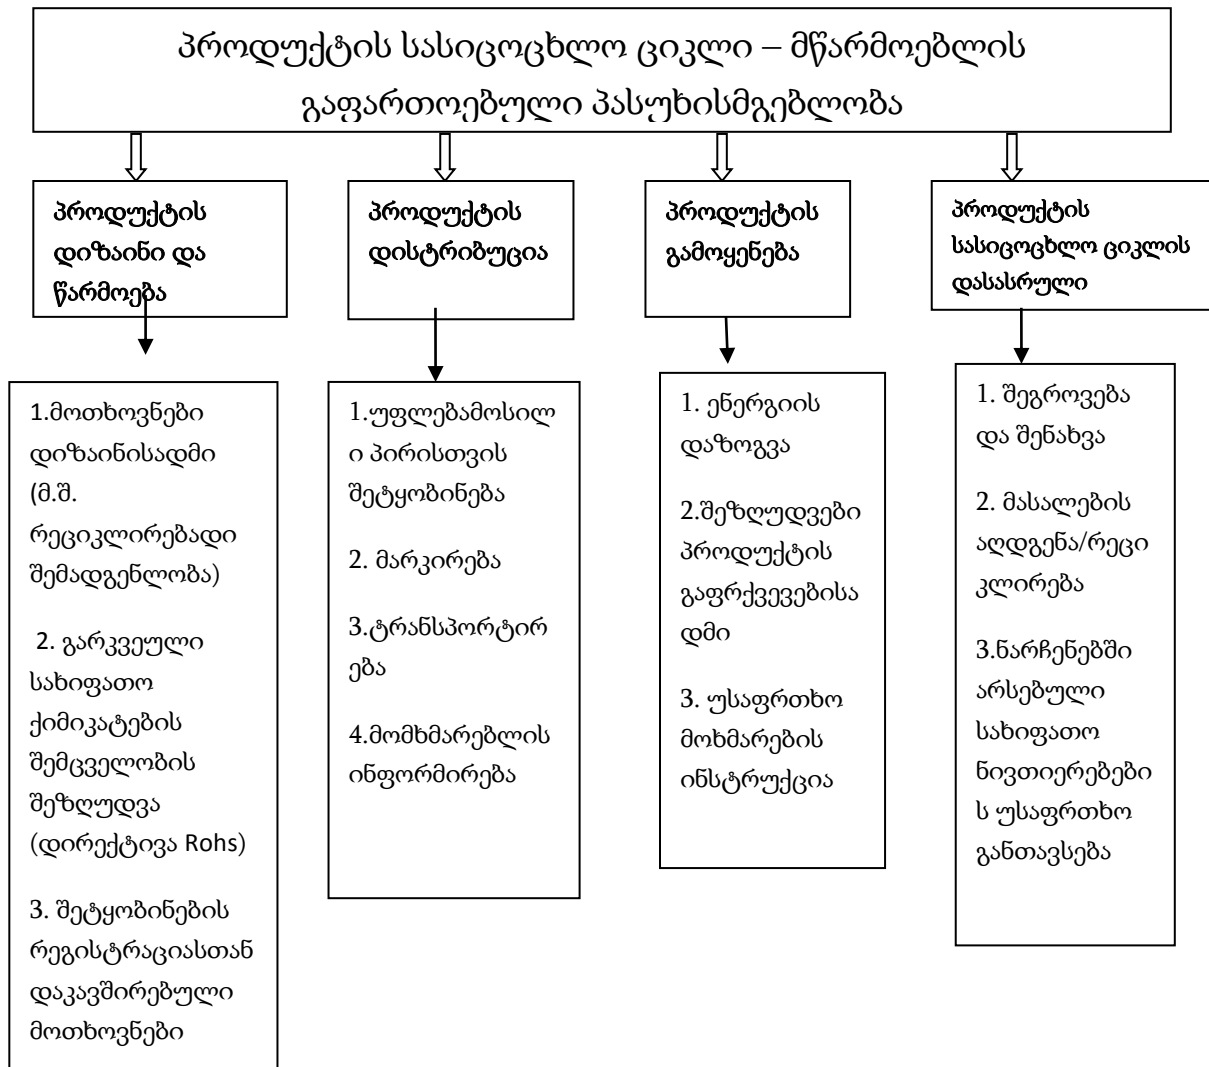 პროდუქტის სასიცოცხლო ციკლი – მწარმოებლის
გაფართოებული პასუხისმგებლობა
პროდუქტის
დიზაინი და
წარმოება
პროდუქტის
დისტრიბუცია
პროდუქტის
გამოყენება
პროდუქტის
სასიცოცხლო ციკლის
დასასრული
1.მოთხოვნები
დიზაინისადმი
(მ.შ.
რეციკლირებადი
შემადგენლობა)
2. გარკვეული
სახიფათო
ქიმიკატების
შემცველობის
შეზღუდვა
(დირექტივა Rohs)
3. შეტყობინების
რეგისტრაციასთან
დაკავშირებული
მოთხოვნები
1.უფლებამოსილ
ი პირისთვის
შეტყობინება
2. მარკირება
3.ტრანსპორტირ
ება
4.მომხმარებლის
ინფორმირება
1. ენერგიის
დაზოგვა
2.შეზღუდვები
პროდუქტის
გაფრქვევებისა
დმი
3. უსაფრთხო
მოხმარების
ინსტრუქცია
1. შეგროვება
და შენახვა
2. მასალების
აღდგენა/რეცი
კლირება
3.ნარჩენებში
არსებული
სახიფათო
ნივთიერებები
ს უსაფრთხო
განთავსება